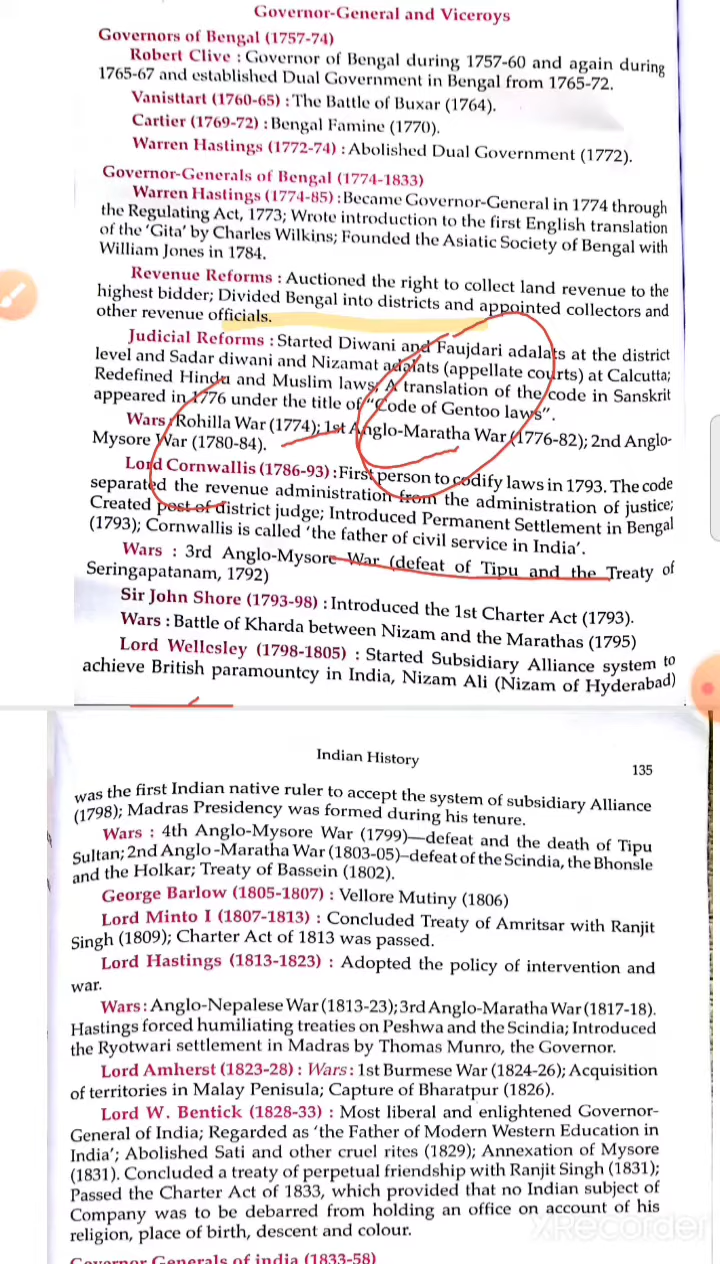 Governor-General and Viceroys
Governors of Bengal (1757-74)
Robert Clive : Governor of Bengal during 1757-60 and again during
1765-67 and established Dual Government in Bengal from 1765-72.
Vanisttart (1760-65) : The Battle of Buxar (1764).
Cartier (1769-72) : Bengal Famine (1770).
Warren Hastings (1772-74) : Abolished Dual Government (1772).
Governor-Generals of Bengal (1774-1833)
Warren Hastings (1774-85) : Became Governor-General in 1774 through
the Regulating Act, 1773; Wrote introduction to the first English translation
of the 'Gita' by Charles Wilkins; Founded the Asiatic Society of Bengal with
William Jones in 1784.
Revenue Reforms : Auctioned the right to collect land revenue to the
highest bidder; Divided Bengal into districts and appointed collectors and
other revenue officials.
Judicial Reforms : Started Diwani and Faujdari adalats at the district
level and Sadar diwani and Nizamat adalats (appellate courts) at Calcutta;
Redefined Hindu and Muslim laws; A translation of the code in Sanskrit
appeared in 1776 under the title of "Code of Gentoo laws".
Wars : Rohilla War (1774); 1st Anglo-Maratha War (1776-82); 2nd Anglo-
Mysore War (1780-84).
Lord Cornwallis (1786-93) : First person to codify laws in 1793. The code
separated the revenue administration from the administration of justice;
Created post of district judge; Introduced Permanent Settlement in Bengal
(1793); Cornwallis is called 'the father of civil service in India'.
Wars : 3rd Anglo-Mysore War (defeat of Tipu and the Treaty of
Seringapatanam, 1792)
Sir John Shore (1793-98) : Introduced the 1st Charter Act (1793).
Wars : Battle of Kharda between Nizam and the Marathas (1795)
Lord Wellesley (1798-1805) : Started Subsidiary Alliance system to
achieve British paramountcy in India, Nizam Ali (Nizam of Hyderabad)
Indian History
135
was the first Indian native ruler to accept the system of subsidiary Alliance
(1798); Madras Presidency was formed during his tenure.
Wars : 4th Anglo-Mysore War (1799)—defeat and the death of Tipu
Sultan; 2nd Anglo-Maratha War (1803-05)–defeat of the Scindia, the Bhonsle
and the Holkar; Treaty of Bassein (1802).
George Barlow (1805-1807) : Vellore Mutiny (1806)
Lord Minto I (1807-1813) : Concluded Treaty of Amritsar with Ranjit
Singh (1809); Charter Act of 1813 was passed.
Lord Hastings (1813-1823) : Adopted the policy of intervention and
war.
Wars : Anglo-Nepalese War (1813-23); 3rd Anglo-Maratha War (1817-18).
Hastings forced humiliating treaties on Peshwa and the Scindia; Introduced
the Ryotwari settlement in Madras by Thomas Munro, the Governor.
Lord Amherst (1823-28) : Wars : 1st Burmese War (1824-26); Acquisition
of territories in Malay Penisula; Capture of Bharatpur (1826).
Lord W. Bentick (1828-33) : Most liberal and enlightened Governor-
General of India; Regarded as 'the Father of Modern Western Education in
India'; Abolished Sati and other cruel rites (1829); Annexation of Mysore
(1831). Concluded a treaty of perpetual friendship with Ranjit Singh (1831);
Passed the Charter Act of 1833, which provided that no Indian subject of
Company was to be debarred from holding an office on account of his
religion, place of birth, descent and colour.
XRecorder
Governor Generals of india (1833-58)